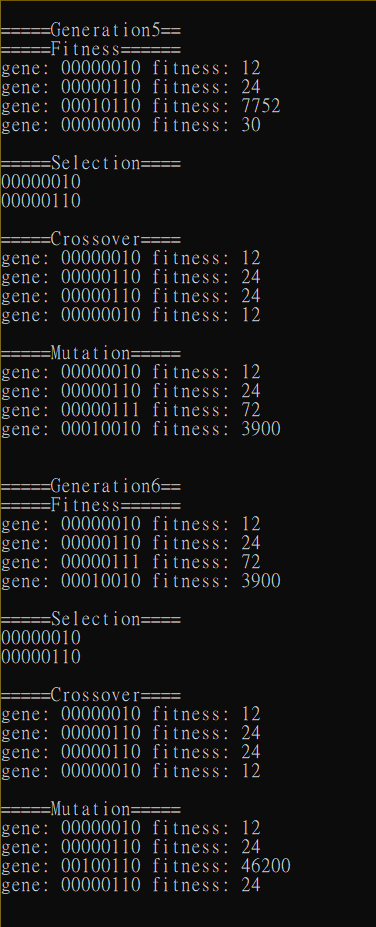 =====Generation5==
=====Fitness======
gene: 00000010 fitness: 12
gene: 00000110 fitness: 24
gene: 00010110 fitness: 7752
gene: 00000000 fitness: 30
=====Selection====
00000010
00000110
=====Crossover====
gene: 00000010 fitness: 12
gene: 00000110 fitness: 24
gene: 00000110 fitness: 24
gene: 00000010 fitness: 12
=====Mutation=====
gene: 00000010 fitness: 12
gene: 00000110 fitness: 24
gene: 00000111 fitness: 72
gene: 00010010 fitness: 3900
=====Generation6==
=====Fitness======
gene: 00000010 fitness: 12
gene: 00000110 fitness: 24
gene: 00000111 fitness: 72
gene: 00010010 fitness: 3900
=====Selection====
00000010
00000110
=====Crossover====
gene: 00000010 fitness: 12
gene: 00000110 fitness: 24
gene: 00000110 fitness: 24
gene: 00000010 fitness: 12
=====Mutation=====
gene: 00000010 fitness: 12
gene: 00000110 fitness: 24
gene: 00100110 fitness: 46200
gene: 00000110 fitness: 24